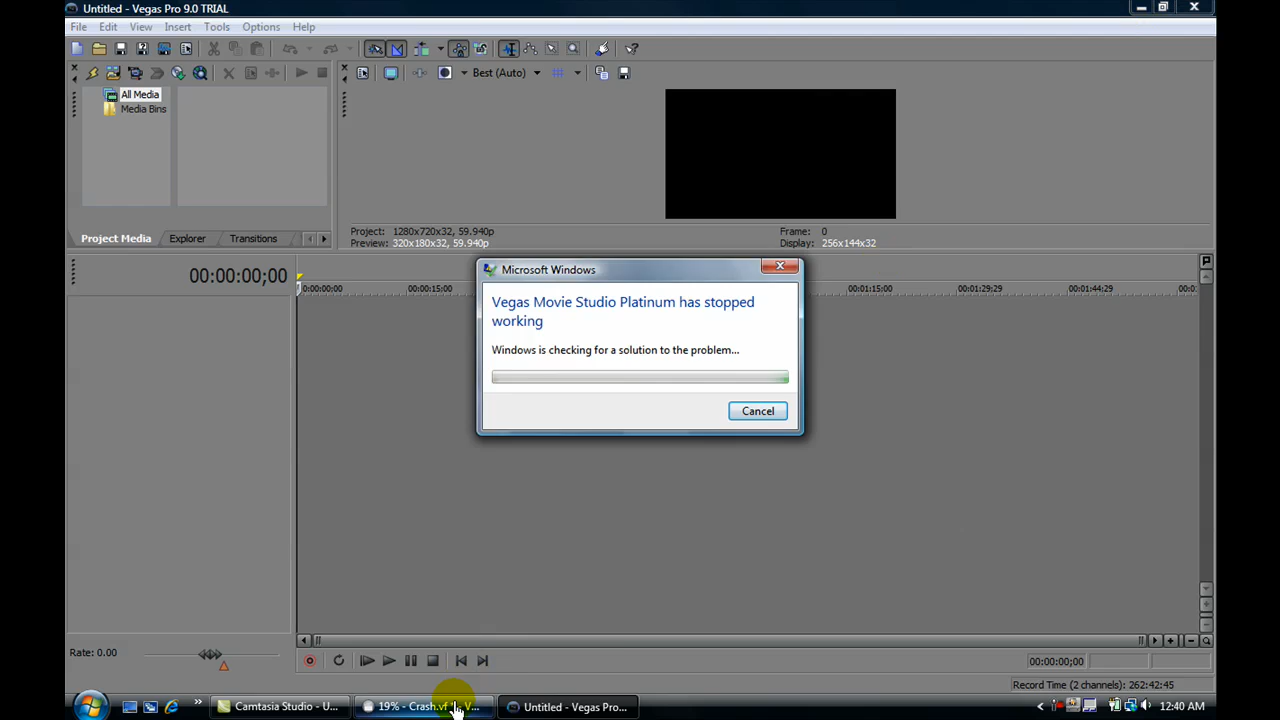 Untitled - Vegas Pro 9.0 TRIAL
File Edit View Insert Tools Options Help
Best (Auto)
All Media
Media Bins
Project Media Explorer Transitions
Project: 1280x720x32, 59.940p
Preview: 320x180x32, 59.940p
Frame: 0
Display: 256x144x32
00:00:00;00
0:00:00:00 00:00:15:00 00:01:15:00 00:01:29:29 00:01:44:29 00:0
Microsoft Windows
Vegas Movie Studio Platinum has stopped
working
Windows is checking for a solution to the problem...
Cancel
Rate: 0.00
00:00:00;00
Record Time (2 channels): 262:42:45
Camtasia Studio - U... 19% - Crash.vf V... Untitled - Vegas Pro... 12:40 AM